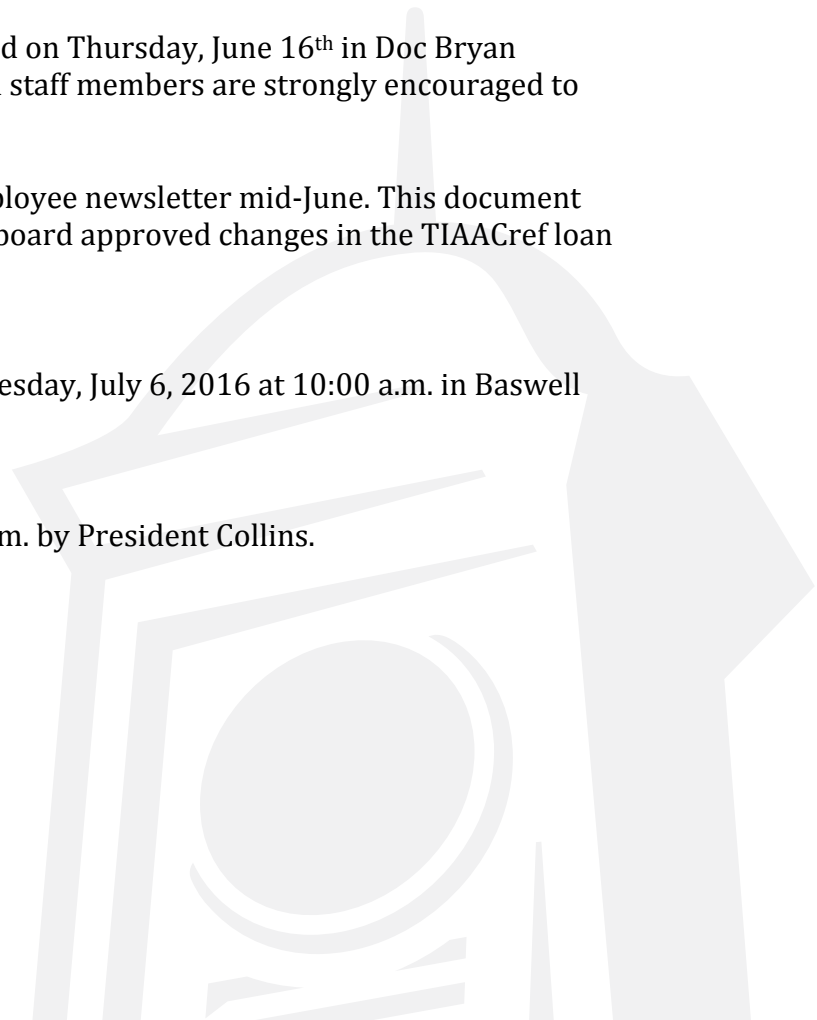 d on Thursday, June 16th in Doc Bryan
staff members are strongly encouraged to
ployee newsletter mid-June. This document
board approved changes in the TIAACref loan
esday, July 6, 2016 at 10:00 a.m. in Baswell
m. by President Collins.